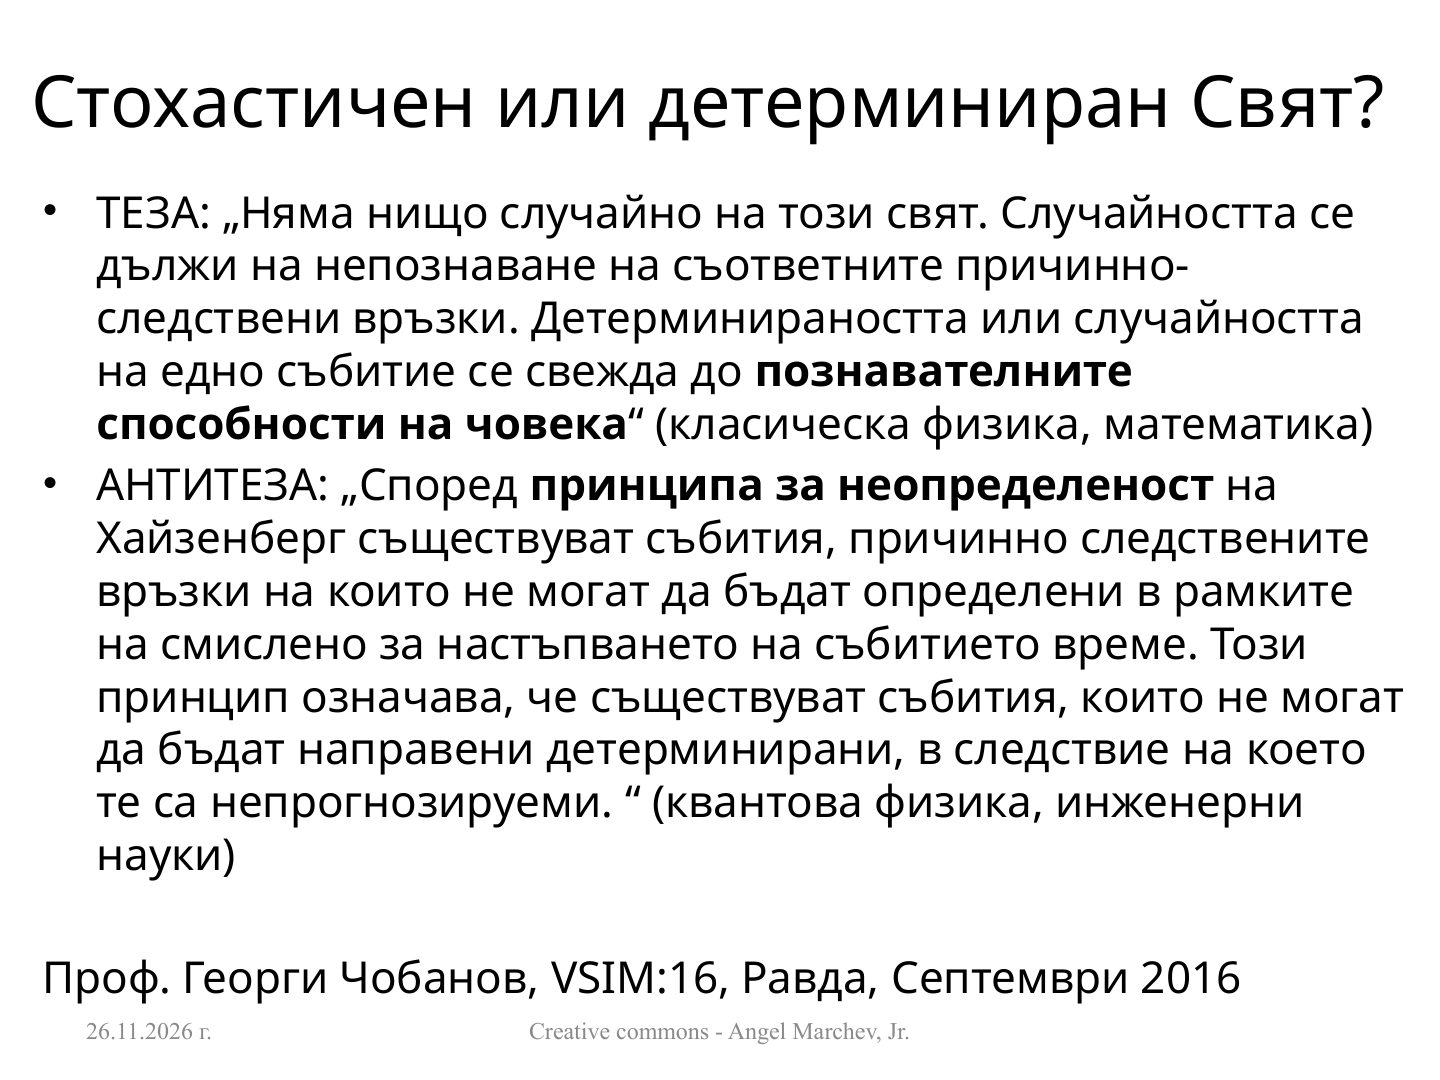 Стохастичен или детерминиран Свят?
• ТЕЗА: „Няма нищо случайно на този свят. Случайността се
дължи на непознаване на съответните причинно-
следствени връзки. Детерминираността или случайността
на едно събитие се свежда до познавателните
способности на човека“ (класическа физика, математика)
• АНТИТЕЗА: „Според принципа за неопределеност на
Хайзенберг съществуват събития, причинно следствените
връзки на които не могат да бъдат определени в рамките
на смислено за настъпването на събитието време. Този
принцип означава, че съществуват събития, които не могат
да бъдат направени детерминирани, в следствие на което
те са непрогнозируеми. “ (квантова физика, инженерни
науки)
Проф. Георги Чобанов, VSIM:16, Равда, Септември 2016
26.11.2026 г.
Creative commons - Angel Marchev, Jr.